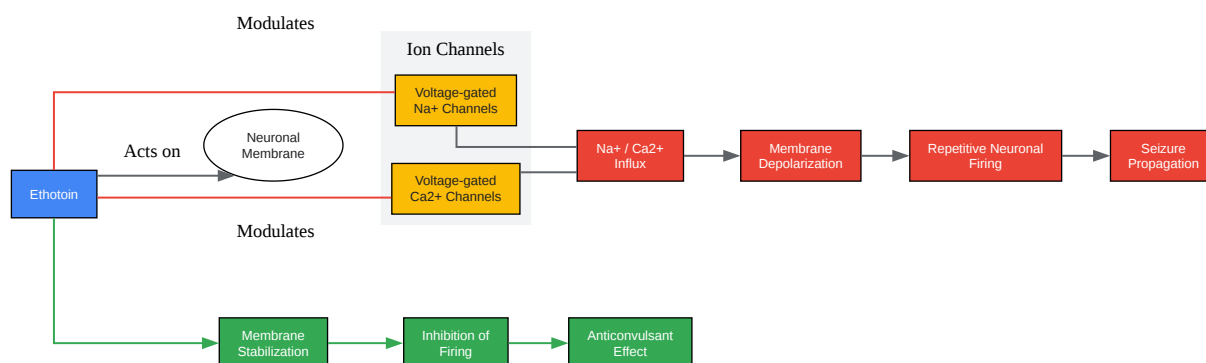 Modulates
Ion Channels
Voltage-gated
Na+ Channels
Neuronal
Membrane
Acts on
Na+ / Ca2+
Influx
Membrane
Depolarization
Repetitive Neuronal
Firing
Seizure
Propagation
Voltage-gated
Ca2+ Channels
Ethotoin
Modulates
Membrane
Stabilization
Inhibition of
Firing
Anticonvulsant
Effect